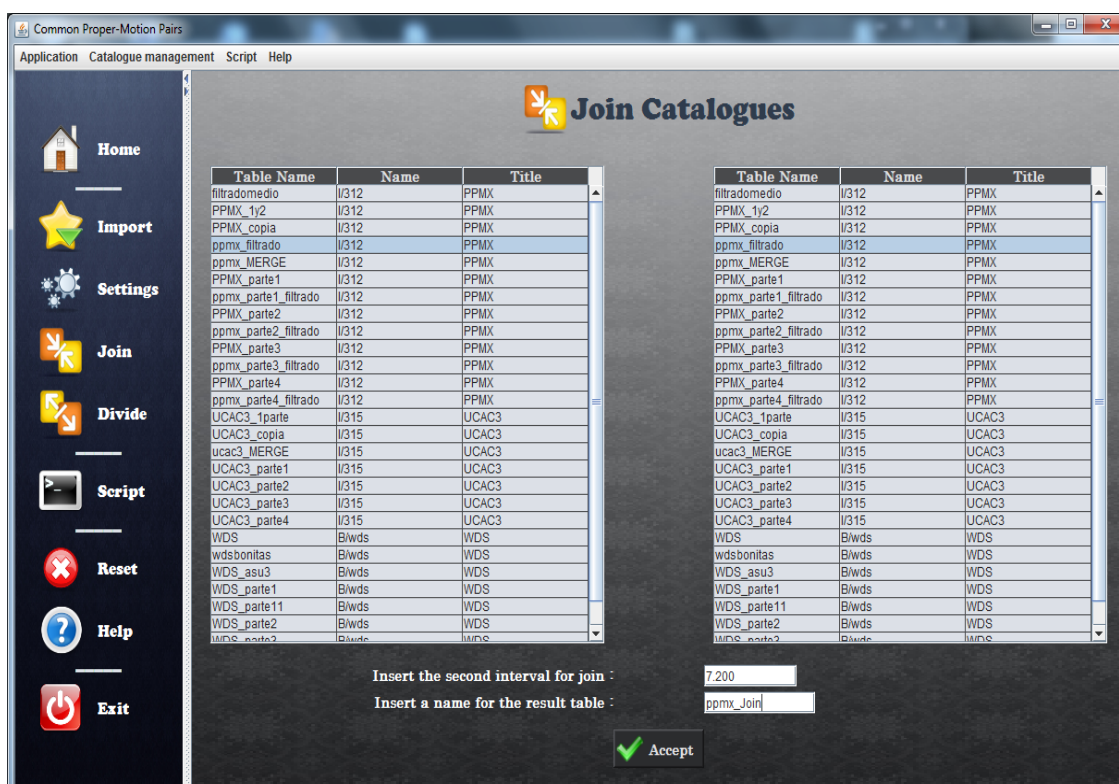 Common Proper-Motion Pairs
Application Catalogue management Script Help
Join Catalogues
Home
Import
Settings
Join
Divide
Script
Reset
Help
Exit
Table Name Name Title
filtradomedio I/312 PPMX
PPMX_1y2 I/312 PPMX
PPMX_copia I/312 PPMX
ppmx_filtrado I/312 PPMX
ppmx_MERGE I/312 PPMX
PPMX_parte1 I/312 PPMX
ppmx_parte1_filtrado I/312 PPMX
PPMX_parte2 I/312 PPMX
ppmx_parte2_filtrado I/312 PPMX
PPMX_parte3 I/312 PPMX
ppmx_parte3_filtrado I/312 PPMX
PPMX_parte4 I/312 PPMX
ppmx_parte4_filtrado I/312 PPMX
UCAC3_1parte I/315 UCAC3
UCAC3_copia I/315 UCAC3
ucac3_MERGE I/315 UCAC3
UCAC3_parte1 I/315 UCAC3
UCAC3_parte2 I/315 UCAC3
UCAC3_parte3 I/315 UCAC3
UCAC3_parte4 I/315 UCAC3
WDS B/wds WDS
wdsbonitas B/wds WDS
WDS_asu3 B/wds WDS
WDS_parte1 B/wds WDS
WDS_parte11 B/wds WDS
WDS_parte2 B/wds WDS
WDS_parte3 B/wds WDS
Table Name Name Title
filtradomedio I/312 PPMX
PPMX_1y2 I/312 PPMX
PPMX_copia I/312 PPMX
ppmx_filtrado I/312 PPMX
ppmx_MERGE I/312 PPMX
PPMX_parte1 I/312 PPMX
ppmx_parte1_filtrado I/312 PPMX
PPMX_parte2 I/312 PPMX
ppmx_parte2_filtrado I/312 PPMX
PPMX_parte3 I/312 PPMX
ppmx_parte3_filtrado I/312 PPMX
PPMX_parte4 I/312 PPMX
ppmx_parte4_filtrado I/312 PPMX
UCAC3_1parte I/315 UCAC3
UCAC3_copia I/315 UCAC3
ucac3_MERGE I/315 UCAC3
UCAC3_parte1 I/315 UCAC3
UCAC3_parte2 I/315 UCAC3
UCAC3_parte3 I/315 UCAC3
UCAC3_parte4 I/315 UCAC3
WDS B/wds WDS
wdsbonitas B/wds WDS
WDS_asu3 B/wds WDS
WDS_parte1 B/wds WDS
WDS_parte11 B/wds WDS
WDS_parte2 B/wds WDS
WDS_parte3 B/wds WDS
Insert the second interval for join : 7.200
Insert a name for the result table : ppmx_Join
Accept